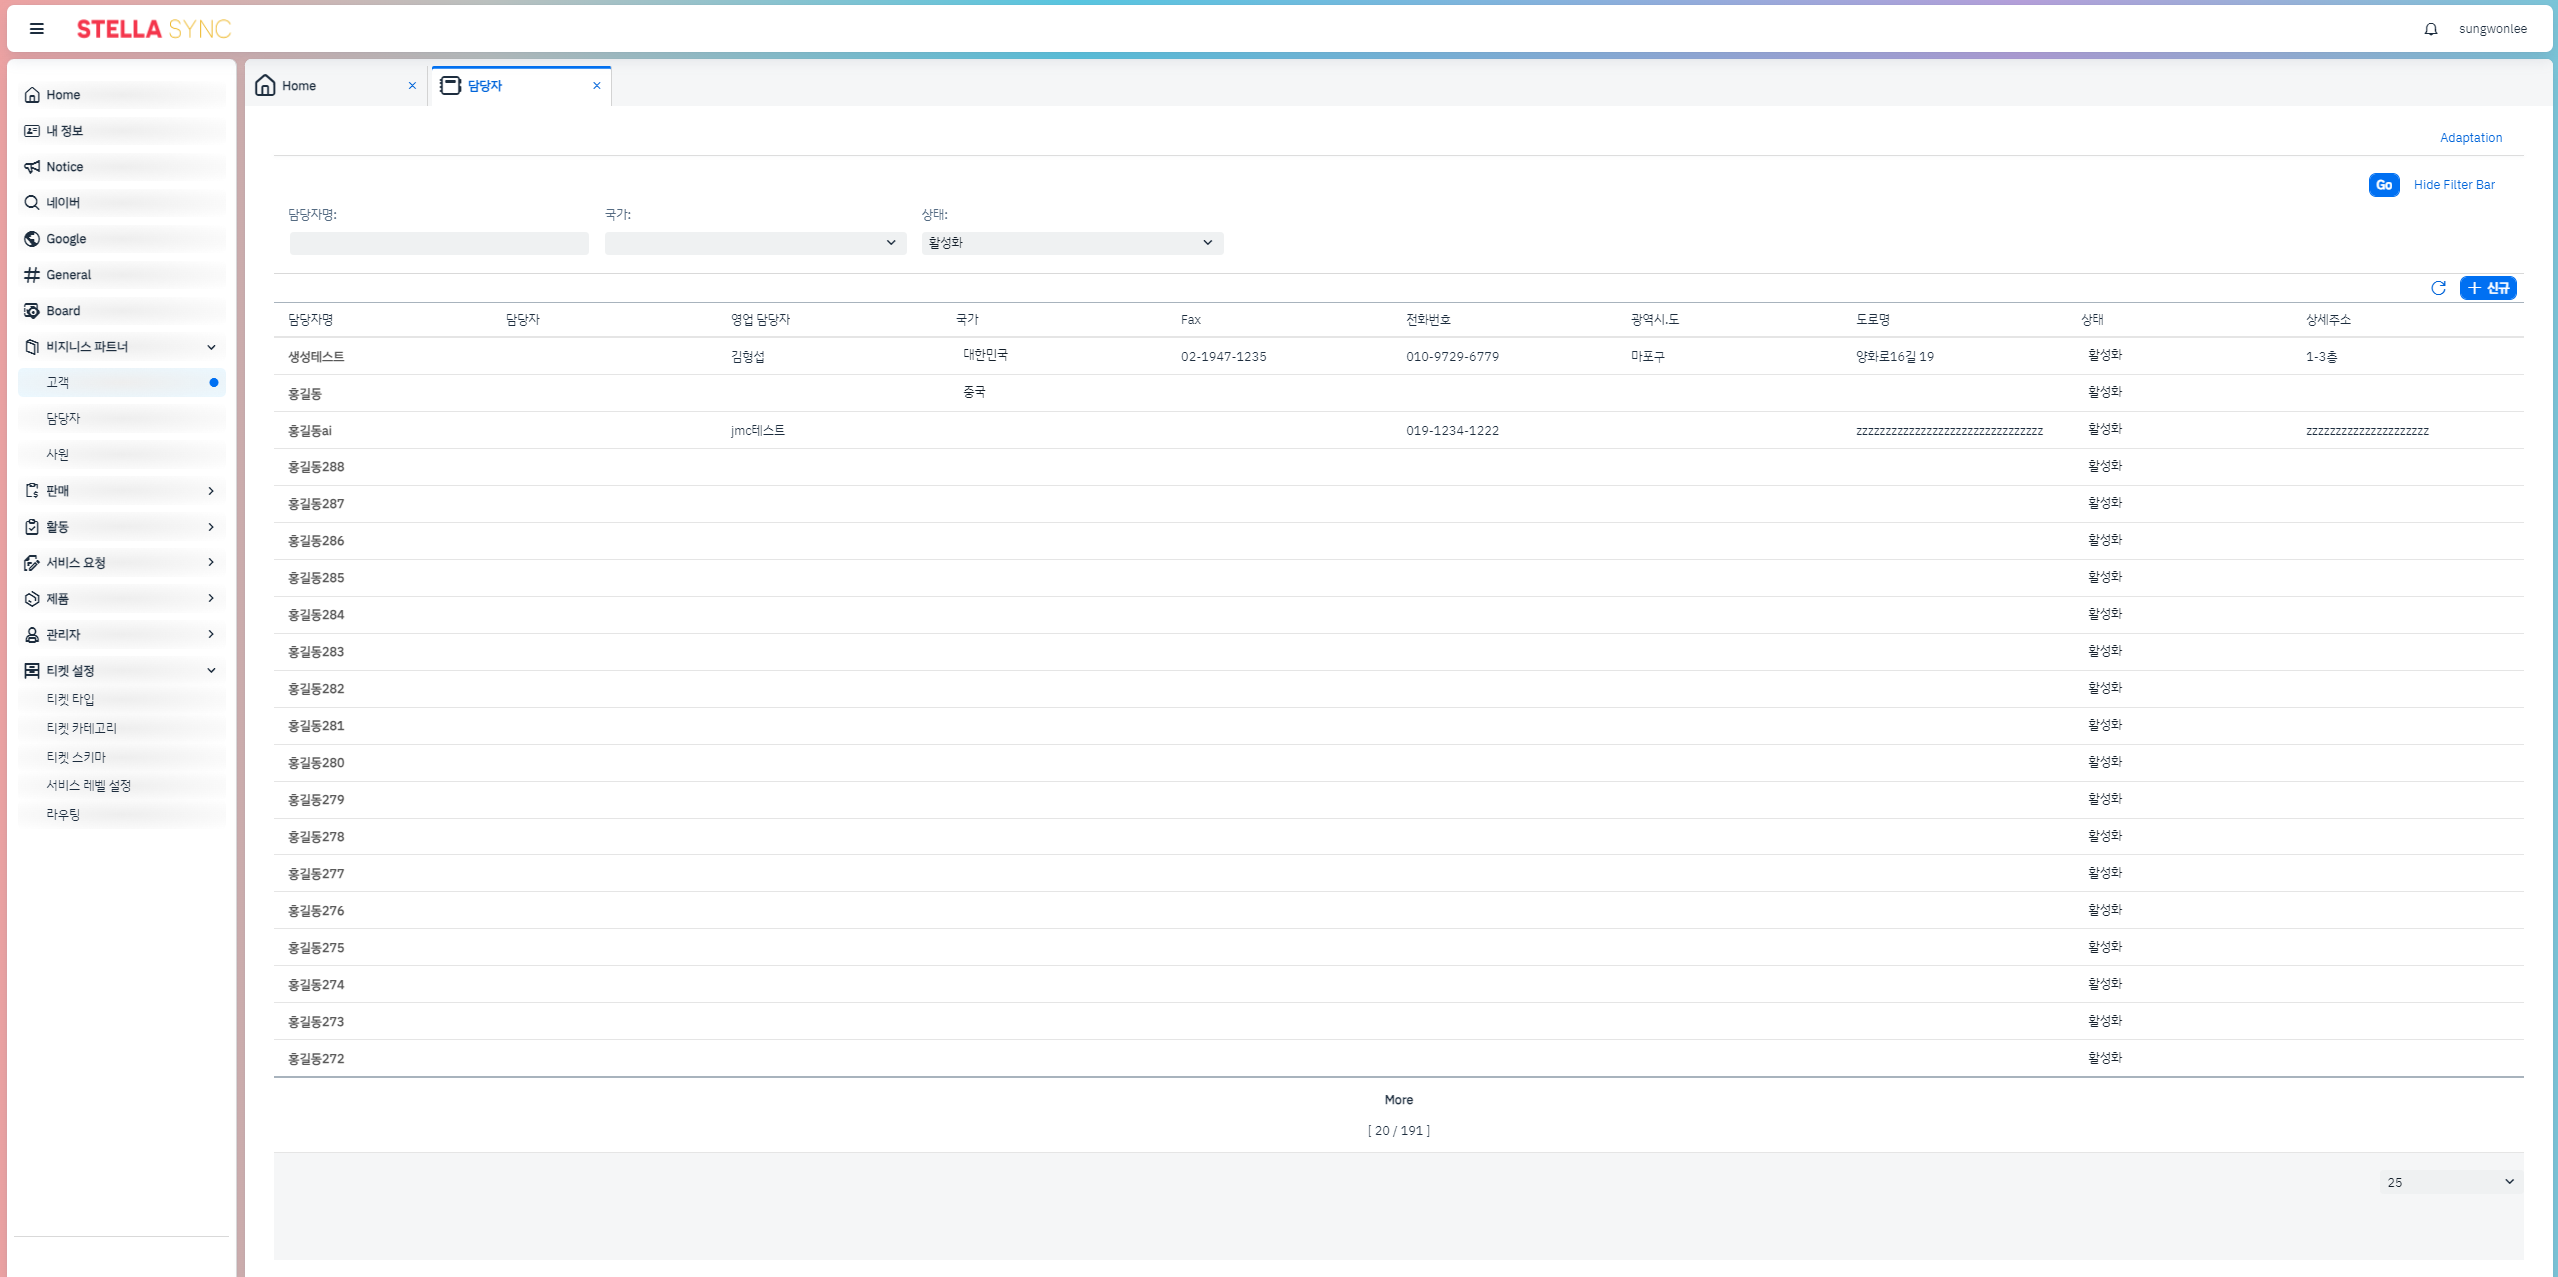 STELLA SYNC
sungwonlee
Home
내 정보
Notice
네이버
Google
General
Board
비지니스 파트너
고객
담당자
사원
판매
활동
서비스 요청
제품
관리자
티켓 설정
티켓 타입
티켓 카테고리
티켓 스키마
서비스 레벨 설정
라우팅
Home 담당자
Adaptation
Go Hide Filter Bar
담당자명: 국가: 상태:
활성화
신규
담당자명 담당자 영업 담당자 국가 Fax 전화번호 광역시.도 도로명 상태 상세주소
생성테스트 김형섭 대한민국 02-1947-1235 010-9729-6779 마포구 양화로16길 19 활성화 1-3층
홍길동 중국 활성화
홍길동ai jmc테스트 019-1234-1222 zzzzzzzzzzzzzzzzzzzzzzzzzzzzzzzz 활성화 zzzzzzzzzzzzzzzzzzzzz
홍길동288 활성화
홍길동287 활성화
홍길동286 활성화
홍길동285 활성화
홍길동284 활성화
홍길동283 활성화
홍길동282 활성화
홍길동281 활성화
홍길동280 활성화
홍길동279 활성화
홍길동278 활성화
홍길동277 활성화
홍길동276 활성화
홍길동275 활성화
홍길동274 활성화
홍길동273 활성화
홍길동272 활성화
More
[ 20 / 191 ]
25